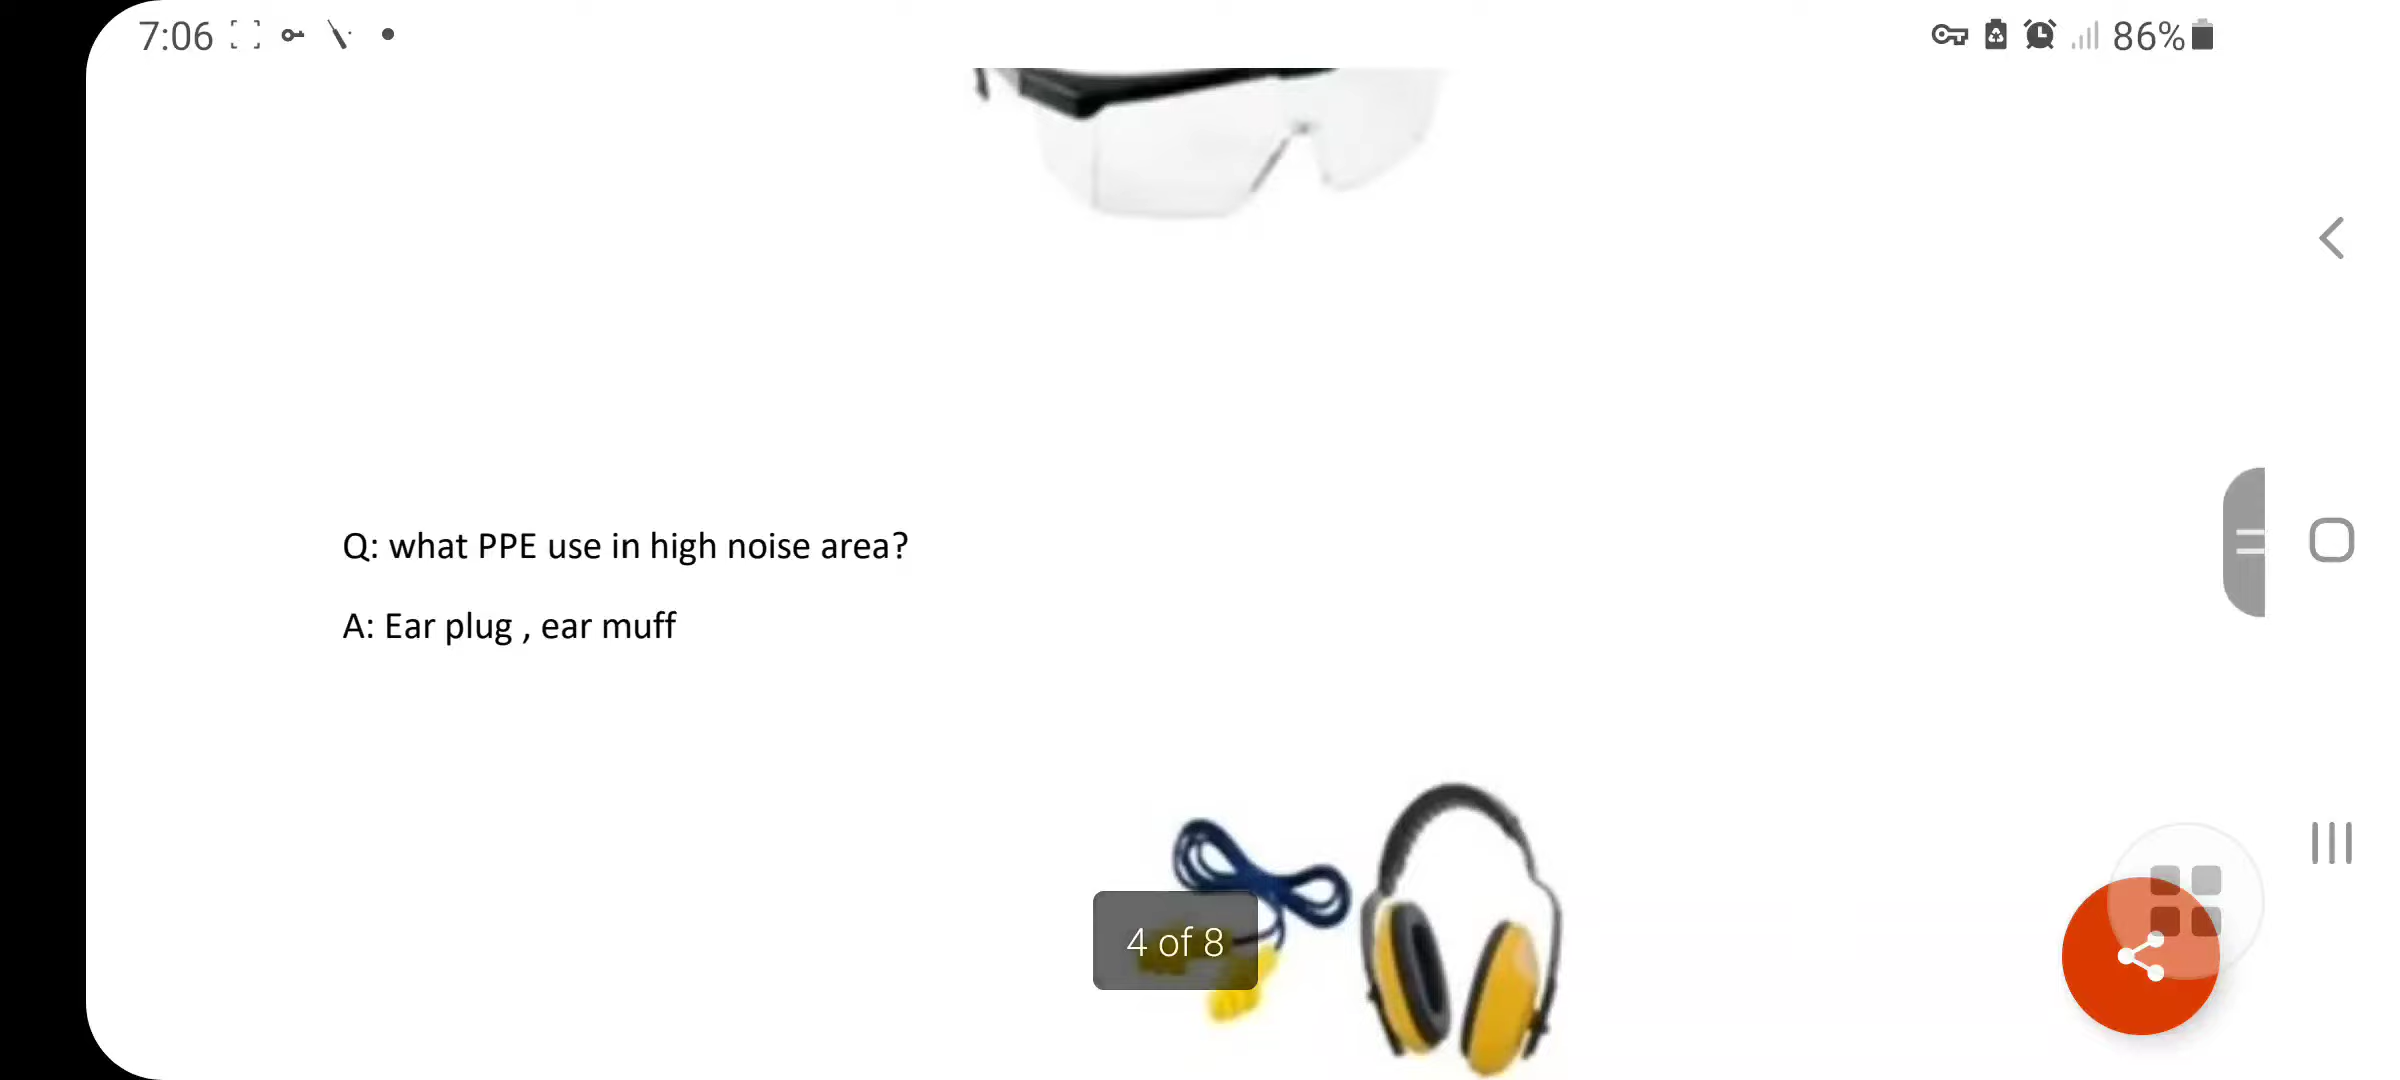 7:06
86%
Q: what PPE use in high noise area?
A: Ear plug , ear muff
4 of 8